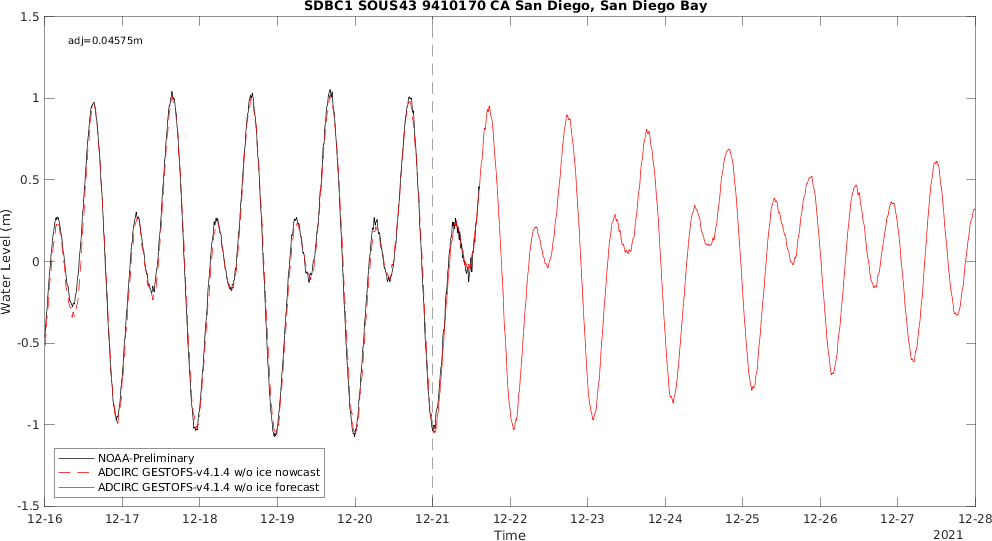 SDBC1 SOUS43 9410170 CA San Diego, San Diego Bay
adj=0.04575m
1.5
1
0.5
0
-0.5
-1
-1.5
Water Level (m)
NOAA-Preliminary
ADCIRC GESTOFS-v4.1.4 w/o ice nowcast
ADCIRC GESTOFS-v4.1.4 w/o ice forecast
12-16 12-17 12-18 12-19 12-20 12-21 12-22 12-23 12-24 12-25 12-26 12-27 12-28
Time
2021